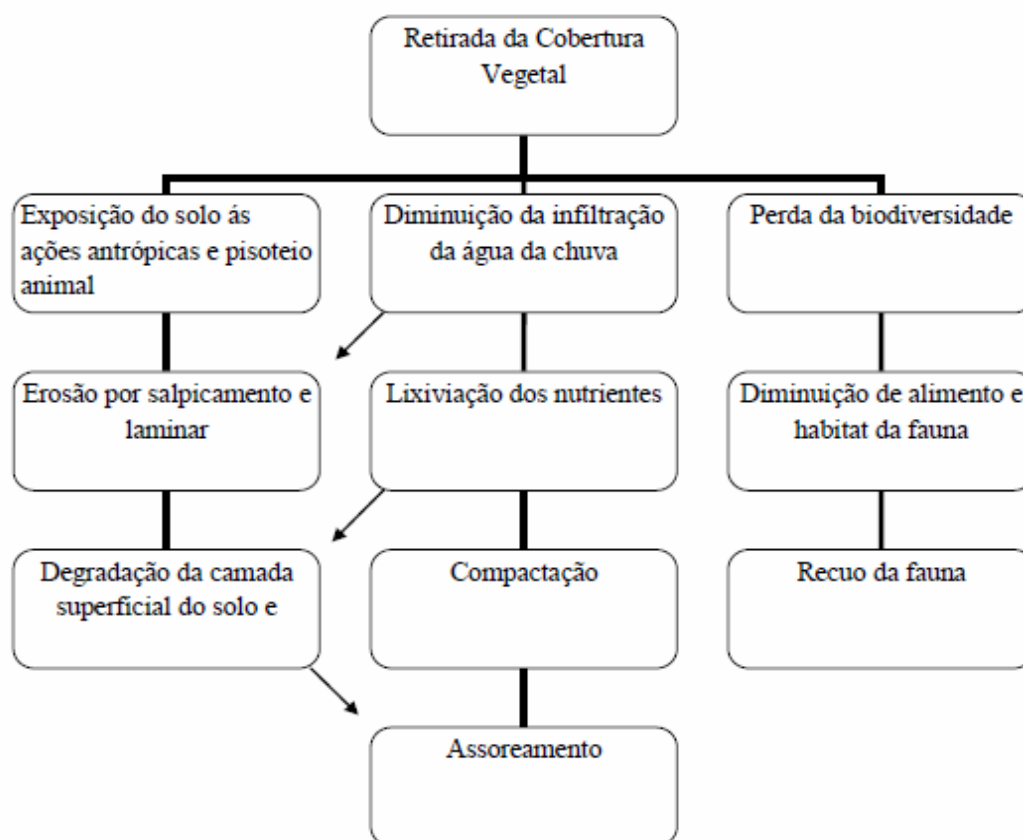 Retirada da Cobertura
Vegetal
Exposição do solo ás
ações antrópicas e pisoteio
animal
Diminuição da infiltração
da água da chuva
Perda da biodiversidade
Erosão por salpicamento e
laminar
Lixiviação dos nutrientes
Diminuição de alimento e
habitat da fauna
Degradação da camada
superfícial do solo e
Compactação
Recuo da fauna
Assoreamento